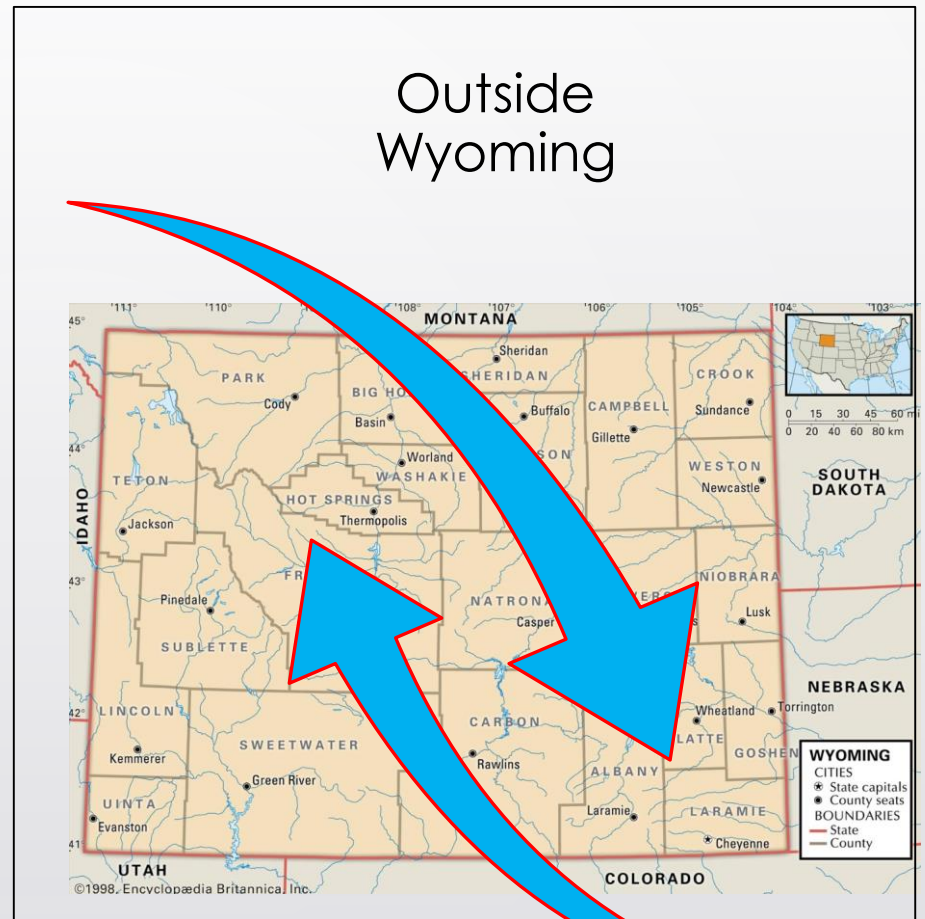 Outside
Wyoming
111° 110° 108° 107° 106° 105° 104° 103°
45°
MONTANA
Sheridan
SHERIDAN
PARK
CROOK
Cody
Basin
Buffalo
CAMPBELL
Sundance
Gillette
0 15 30 45 60 mi
0 20 40 60 80 km
44°
Worland
WASHAKIE
WESTON
Newcastle
SOUTH
DAKOTA
TETON
HOT SPRINGS
Thermopolis
IDAHO
Jackson
43°
NIOBRARA
Pinedale
NATRONA
Casper
Lusk
SUBLETTE
NEBRASKA
42°
LINCOLN
Wheatland
Torrington
CARBON
SWEETWATER
GOSHEN
Kemmerer
Rawlins
ALBANY
Green River
UINTA
Evanston
Laramie
LARAMIE
Cheyenne
41°
WYOMING
CITIES
State capitals
County seats
BOUNDARIES
State
County
UTAH
COLORADO
©1998, Encyclopædia Britannica, Inc.